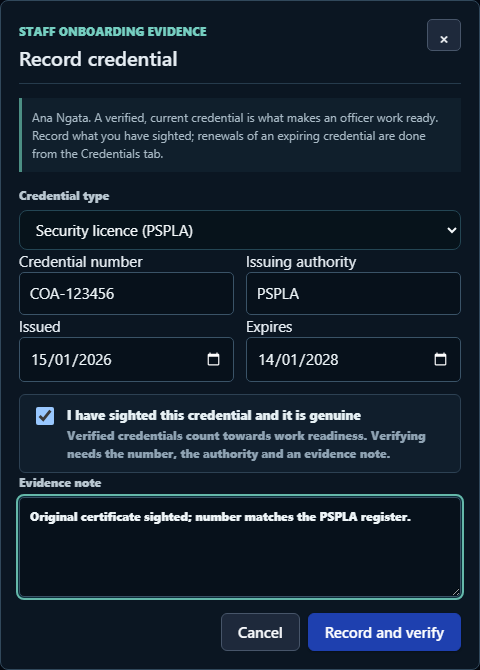 STAFF ONBOARDING EVIDENCE
Record credential
×
Ana Ngata. A verified, current credential is what makes an officer work ready.
Record what you have sighted; renewals of an expiring credential are done
from the Credentials tab.
Credential type
Security licence (PSPLA)
Credential number
Issuing authority
COA-123456
PSPLA
Issued
Expires
15/01/2026
14/01/2028
I have sighted this credential and it is genuine
Verified credentials count towards work readiness. Verifying
needs the number, the authority and an evidence note.
Evidence note
Original certificate sighted; number matches the PSPLA register.
Cancel
Record and verify